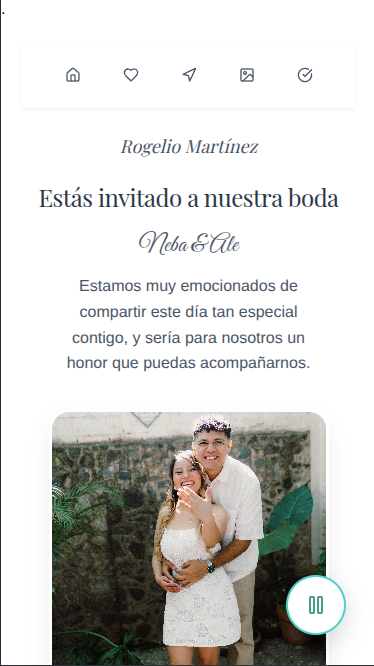 .
Rogelio Martínez
Estás invitado a nuestra boda
Neba & Ale
Estamos muy emocionados de
compartir este día tan especial
contigo, y sería para nosotros un
honor que puedas acompañarnos.